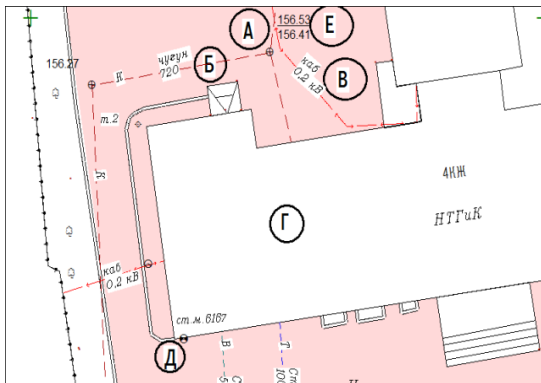 А
156.53
Е
156.41
156.27
чугун
720
К
Б
каб
0,2 кВ
В
т.2
К
4КЖ
НТГиК
Г
каб
0,2 кВ
ст.м.6167
Д
В
Г